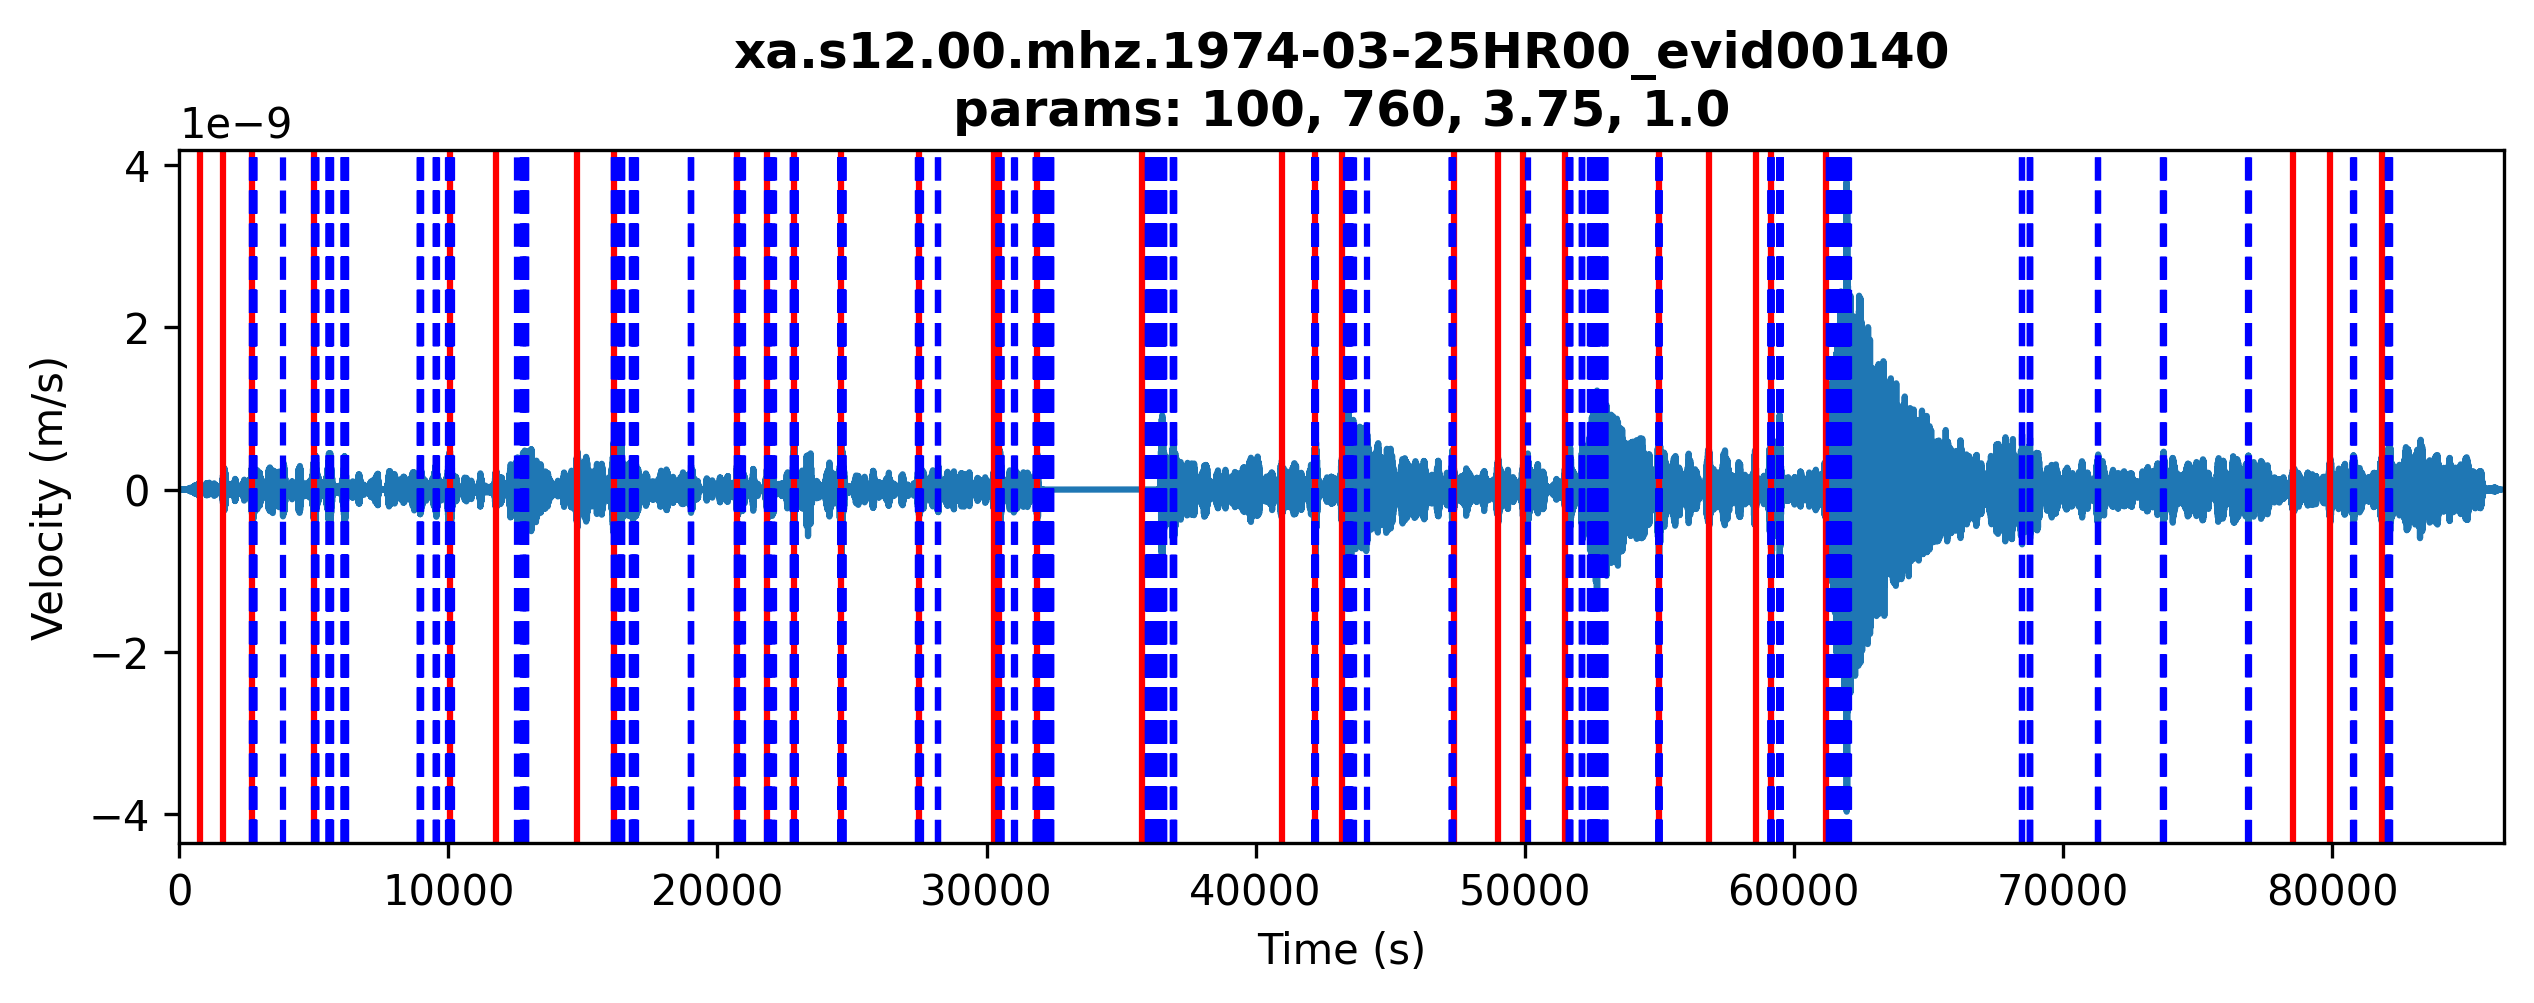 xa.s12.00.mhz.1974-03-25HR00_evid00140
params: 100, 760, 3.75, 1.0
1e−9
4
2
0
−2
−4
Velocity (m/s)
0 10000 20000 30000 40000 50000 60000 70000 80000
Time (s)